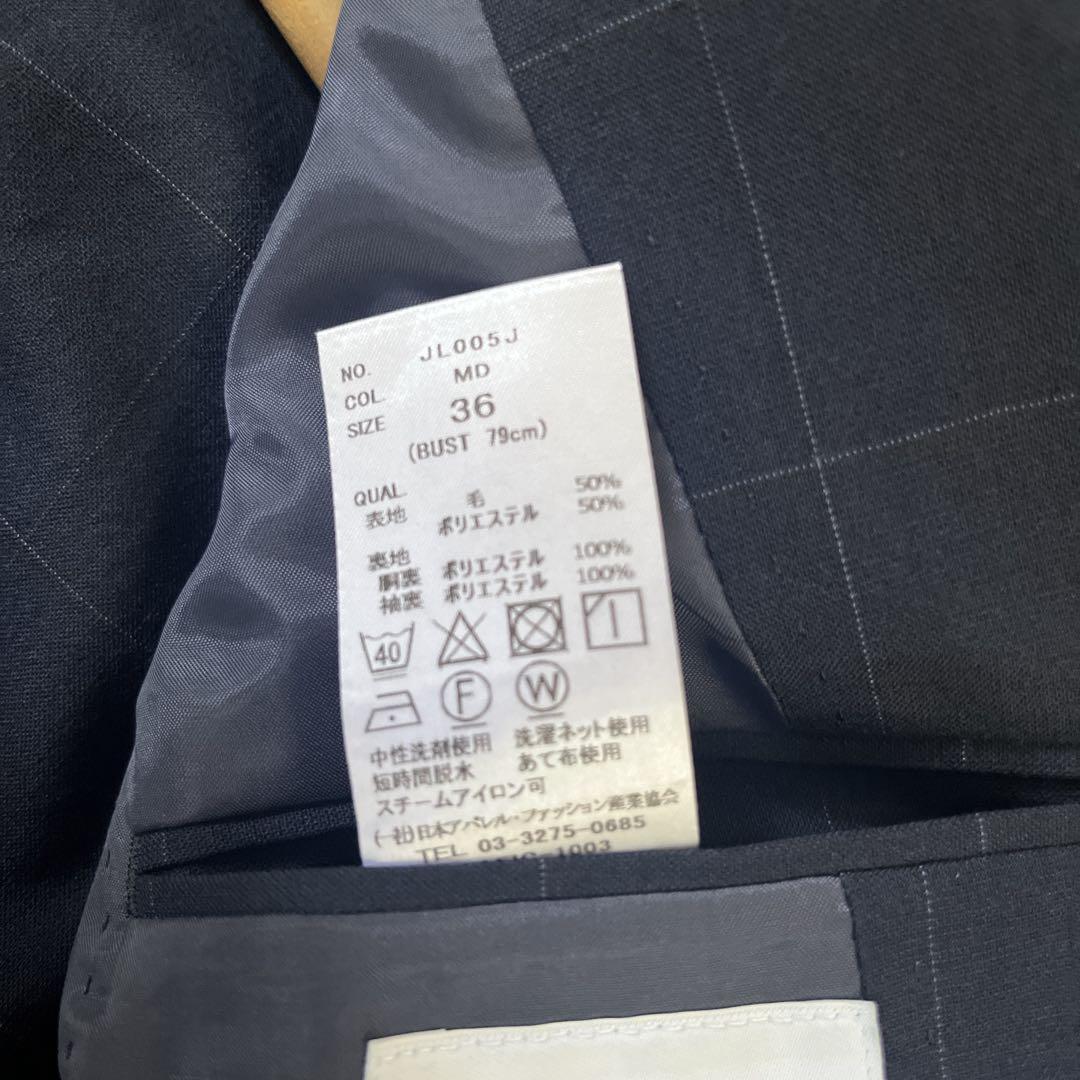 NO. JL005J
COL. MD
SIZE 36
(BUST 79cm)
QUAL.
表地 毛 50%
ポリエステル 50%
裏地
胴裏 ポリエステル 100%
袖裏 ポリエステル 100%
40
F W
中性洗剤使用 洗濯ネット使用
短時間脱水 あて布使用
スチームアイロン可
(一社)日本アパレル・ファッション産業協会
TEL 03-3275-0685
1003